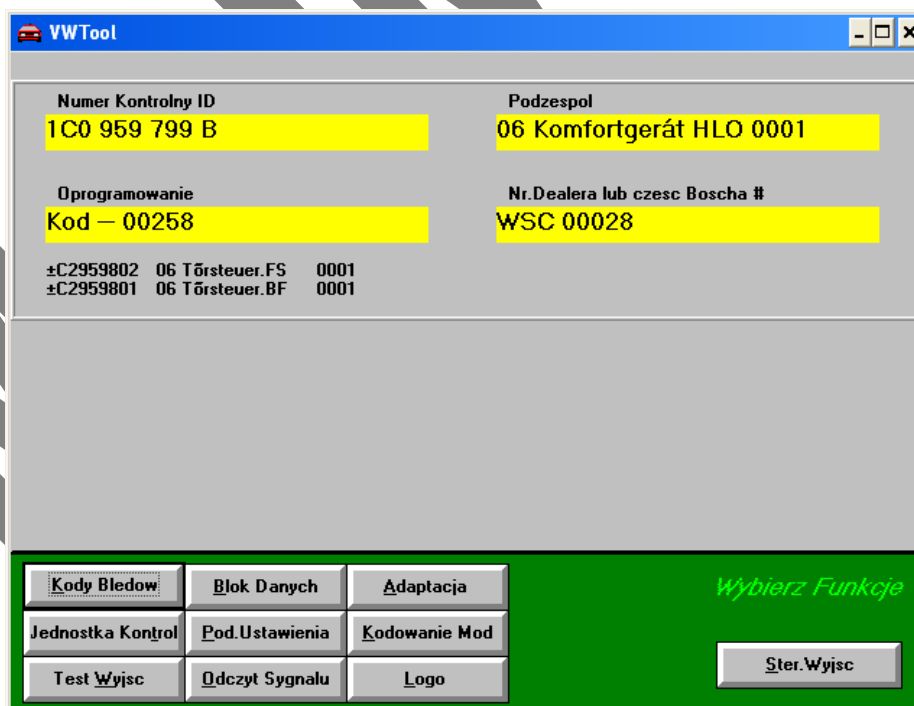 VWTool
Numer Kontrolny ID
1C0 959 799 B
Podzespol
06 Komfortgerát HLO 0001
Oprogramowanie
Kod — 00258
Nr.Dealera lub czesc Boscha #
WSC 00028
±C2959802 06 Tõrsteuer.FS 0001
±C2959801 06 Tõrsteuer.BF 0001
Kody Bledow
Blok Danych
Adaptacja
Wybierz Funkcje
Jednostka Kontrol
Pod.Ustawienia
Kodowanie Mod
Test Wyjsc
Odczyt Sygnalu
Logo
Ster.Wyjsc